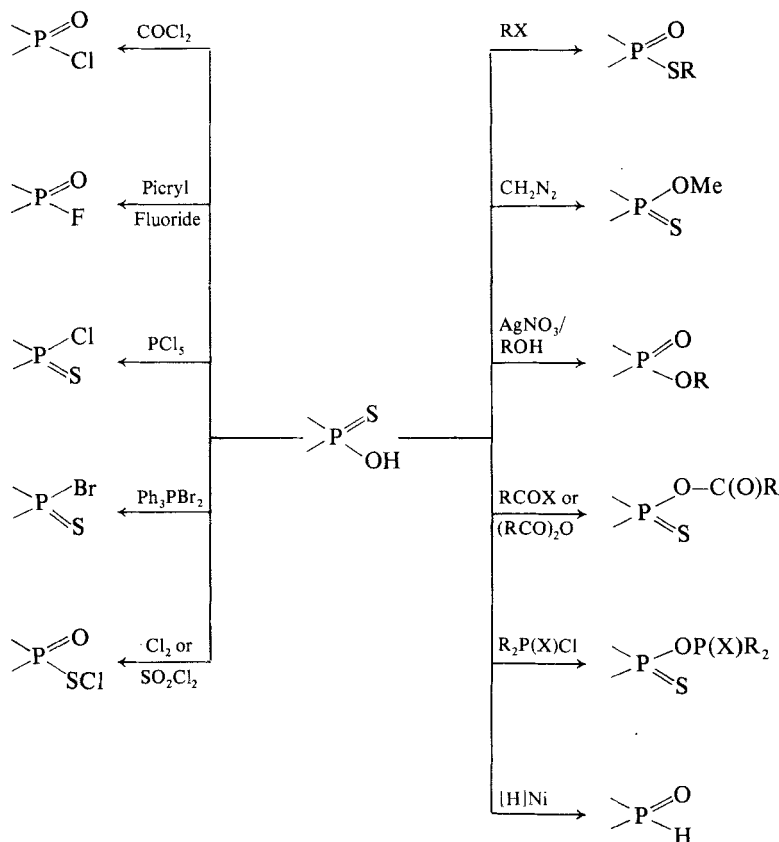 O
P
Cl
COCl₂
RX
O
P
SR
O
P
F
Picryl
Fluoride
CH₂N₂
OMe
P
S
Cl
P
S
PCl₅
AgNO₃/
ROH
O
P
OR
S
P
OH
Br
P
S
Ph₃PBr₂
RCOX or
(RCO)₂O
O–C(O)R
P
S
O
P
SCl
Cl₂ or
SO₂Cl₂
R₂P(X)Cl
OP(X)R₂
P
S
[H]Ni
O
P
H